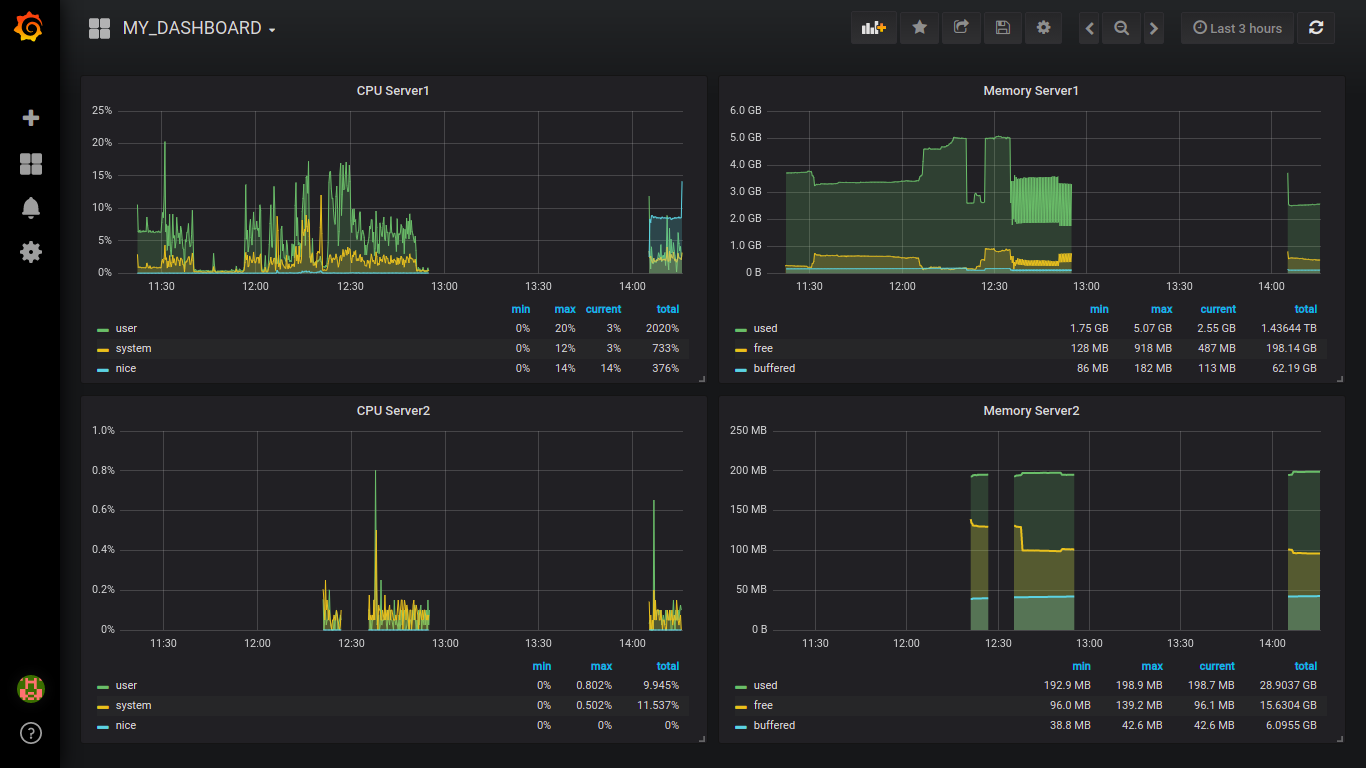 MY_DASHBOARD
Last 3 hours
CPU Server1
25%
20%
15%
10%
5%
0%
11:30 12:00 12:30 13:00 13:30 14:00
min max current total
user 0% 20% 3% 2020%
system 0% 12% 3% 733%
nice 0% 14% 14% 376%
Memory Server1
6.0 GB
5.0 GB
4.0 GB
3.0 GB
2.0 GB
1.0 GB
0 B
11:30 12:00 12:30 13:00 13:30 14:00
min max current total
used 1.75 GB 5.07 GB 2.55 GB 1.43644 TB
free 128 MB 918 MB 487 MB 198.14 GB
buffered 86 MB 182 MB 113 MB 62.19 GB
CPU Server2
1.0%
0.8%
0.6%
0.4%
0.2%
0%
11:30 12:00 12:30 13:00 13:30 14:00
min max total
user 0% 0.802% 9.945%
system 0% 0.502% 11.537%
nice 0% 0% 0%
Memory Server2
250 MB
200 MB
150 MB
100 MB
50 MB
0 B
11:30 12:00 12:30 13:00 13:30 14:00
min max current total
used 192.9 MB 198.9 MB 198.7 MB 28.9037 GB
free 96.0 MB 139.2 MB 96.1 MB 15.6304 GB
buffered 38.8 MB 42.6 MB 42.6 MB 6.0955 GB